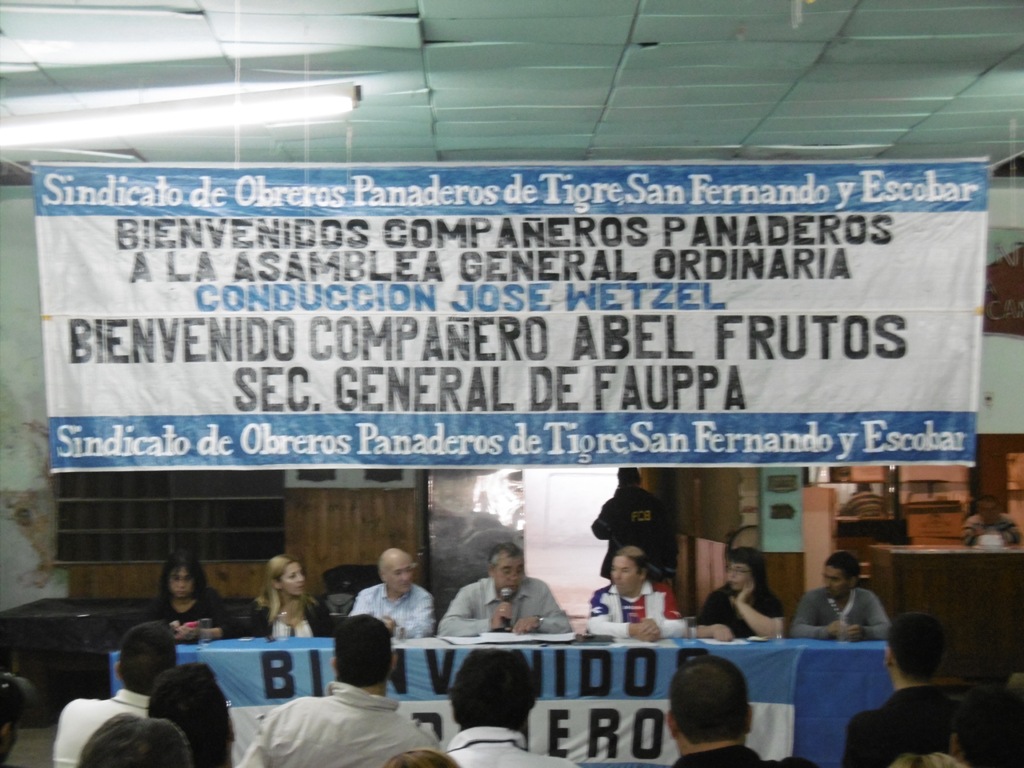 Sindicato de Obreros Panaderos de Tigre,San Fernando y Escobar
BIENVENIDOS COMPAÑEROS PANADEROS
A LA ASAMBLEA GENERAL ORDINARIA
CONDUCCION JOSE WETZEL
BIENVENIDO COMPAÑERO ABEL FRUTOS
SEC. GENERAL DE FAUPPA
Sindicato de Obreros Panaderos de Tigre,San Fernando y Escobar